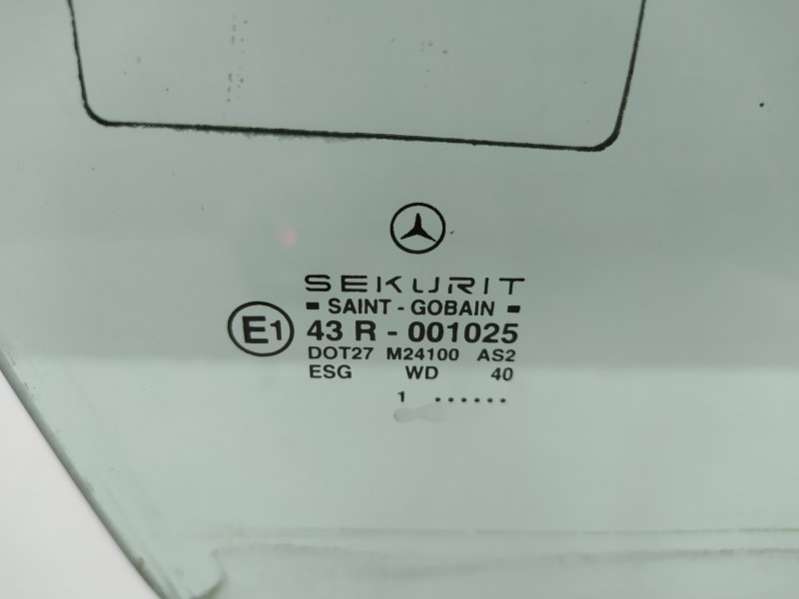 SEKURIT
SAINT - GOBAIN
E1 43 R - 001025
DOT27 M24100 AS2
ESG WD 40
1 ......